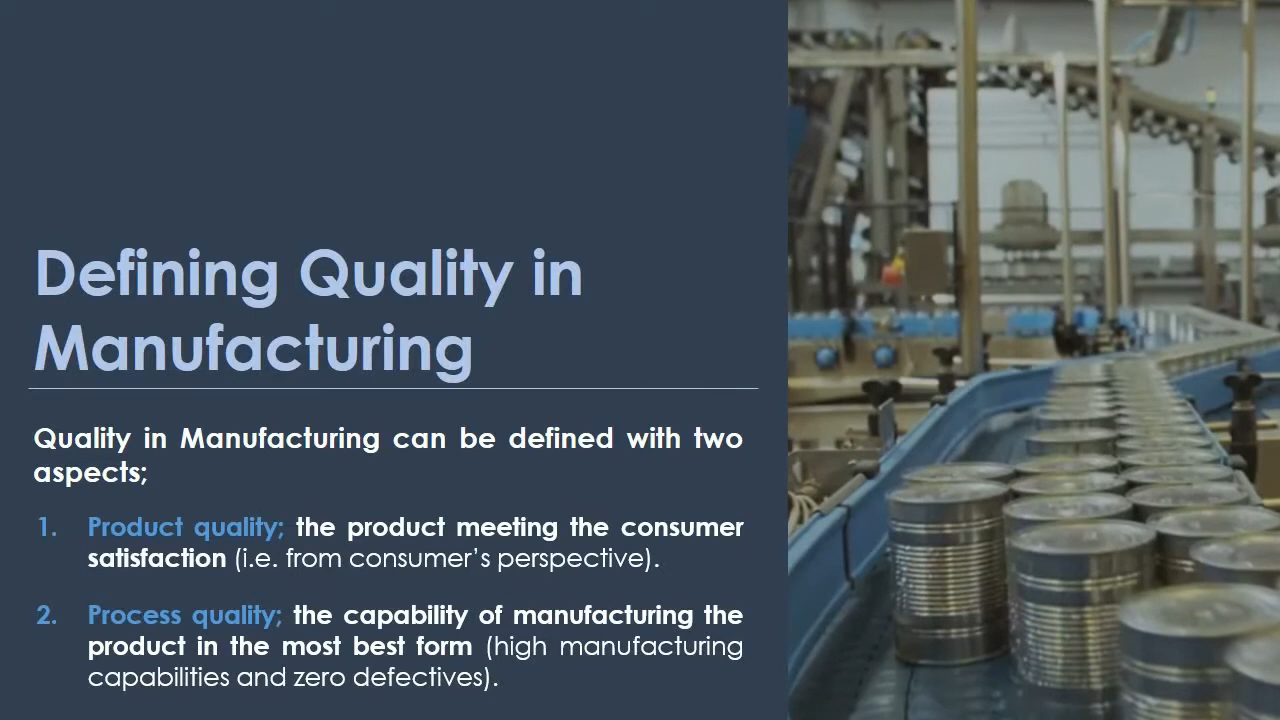 Defining Quality in
Manufacturing
Quality in Manufacturing can be defined with two
aspects;
1. Product quality; the product meeting the consumer
satisfaction (i.e. from consumer’s perspective).
2. Process quality; the capability of manufacturing the
product in the most best form (high manufacturing
capabilities and zero defectives).